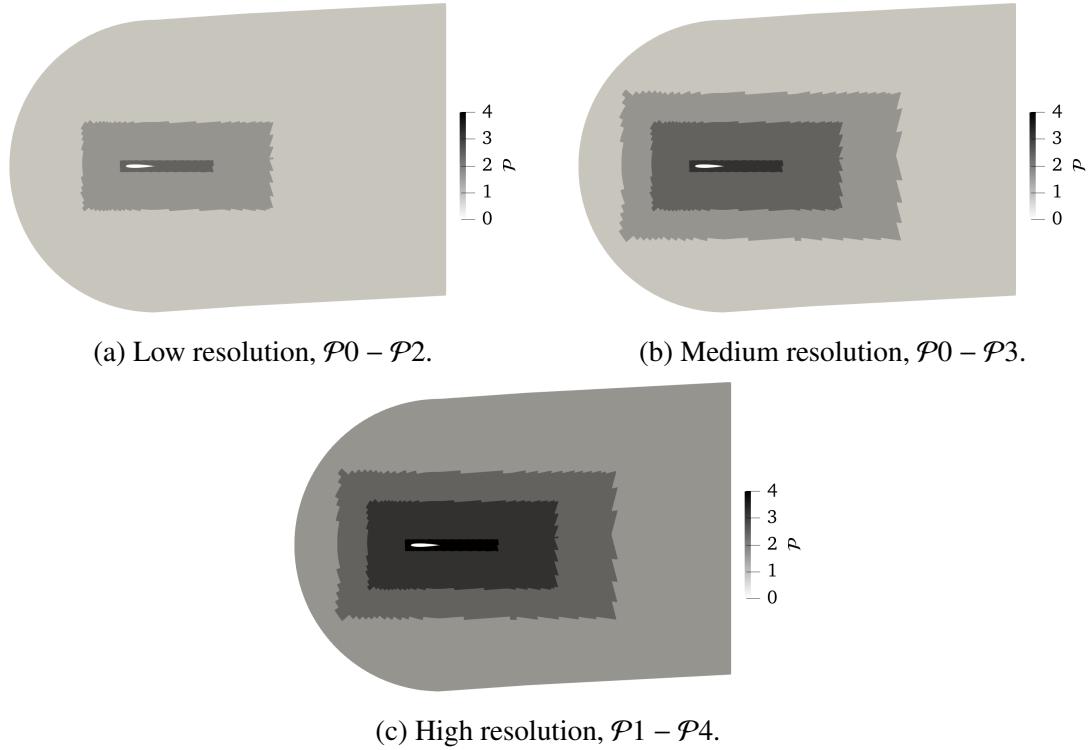 4
3
2
1
0
𝒫
4
3
2
1
0
𝒫
(a) Low resolution, 𝒫0 – 𝒫2.
(b) Medium resolution, 𝒫0 – 𝒫3.
4
3
2
1
0
𝒫
(c) High resolution, 𝒫1 – 𝒫4.